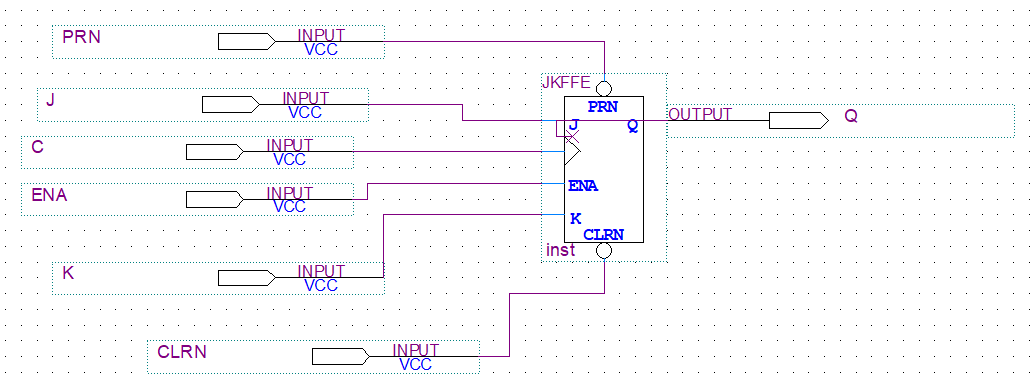 PRN
INPUT
VCC
J
INPUT
VCC
C
INPUT
VCC
ENA
INPUT
VCC
K
INPUT
VCC
CLRN
INPUT
VCC
JKFFE
PRN
J
Q
ENA
K
CLRN
inst
OUTPUT
Q